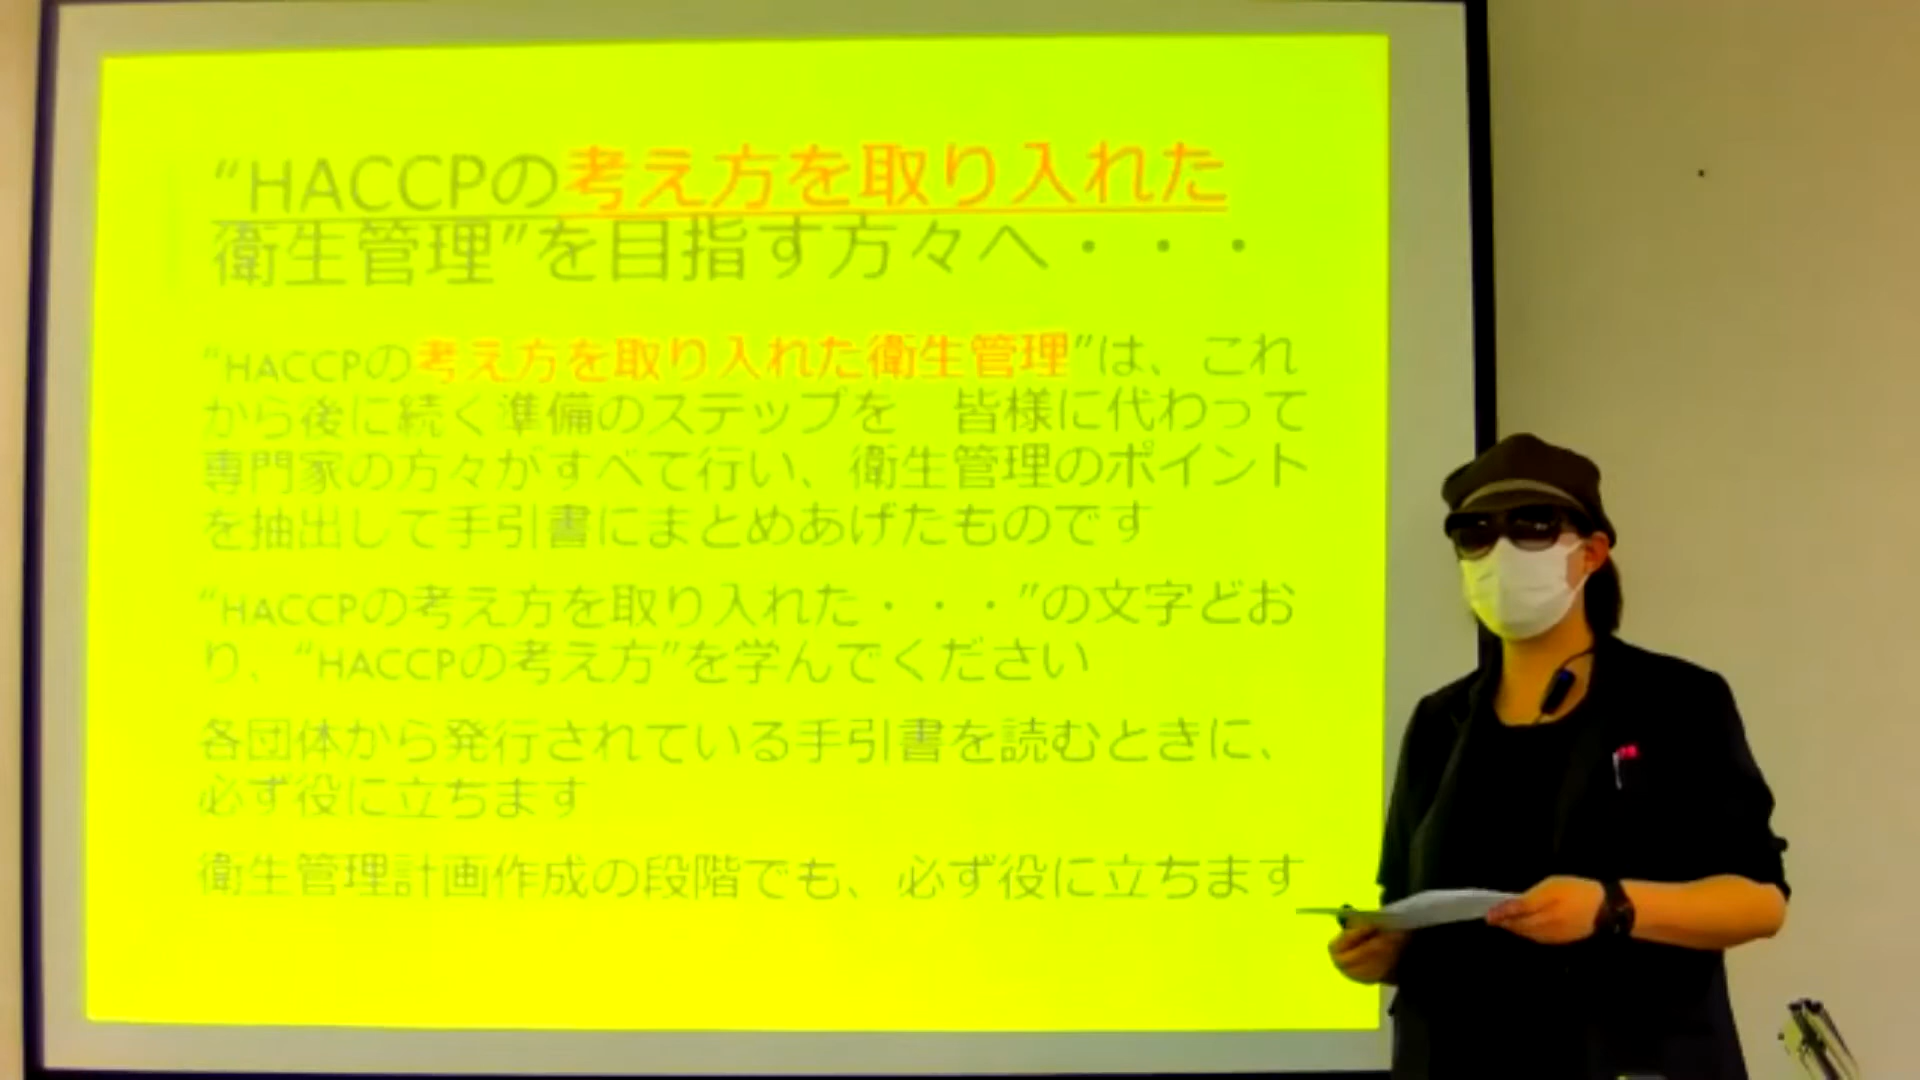 “HACCPの考え方を取り入れた
衛生管理”を目指す方々へ・・・
“HACCPの考え方を取り入れた衛生管理”は、これ
から後に続く準備のステップを　皆様に代わって
専門家の方々がすべて行い、衛生管理のポイント
を抽出して手引書にまとめあげたものです
“HACCPの考え方を取り入れた・・・”の文字どお
り、“HACCPの考え方”を学んでください
各団体から発行されている手引書を読むときに、
必ず役に立ちます
衛生管理計画作成の段階でも、必ず役に立ちます